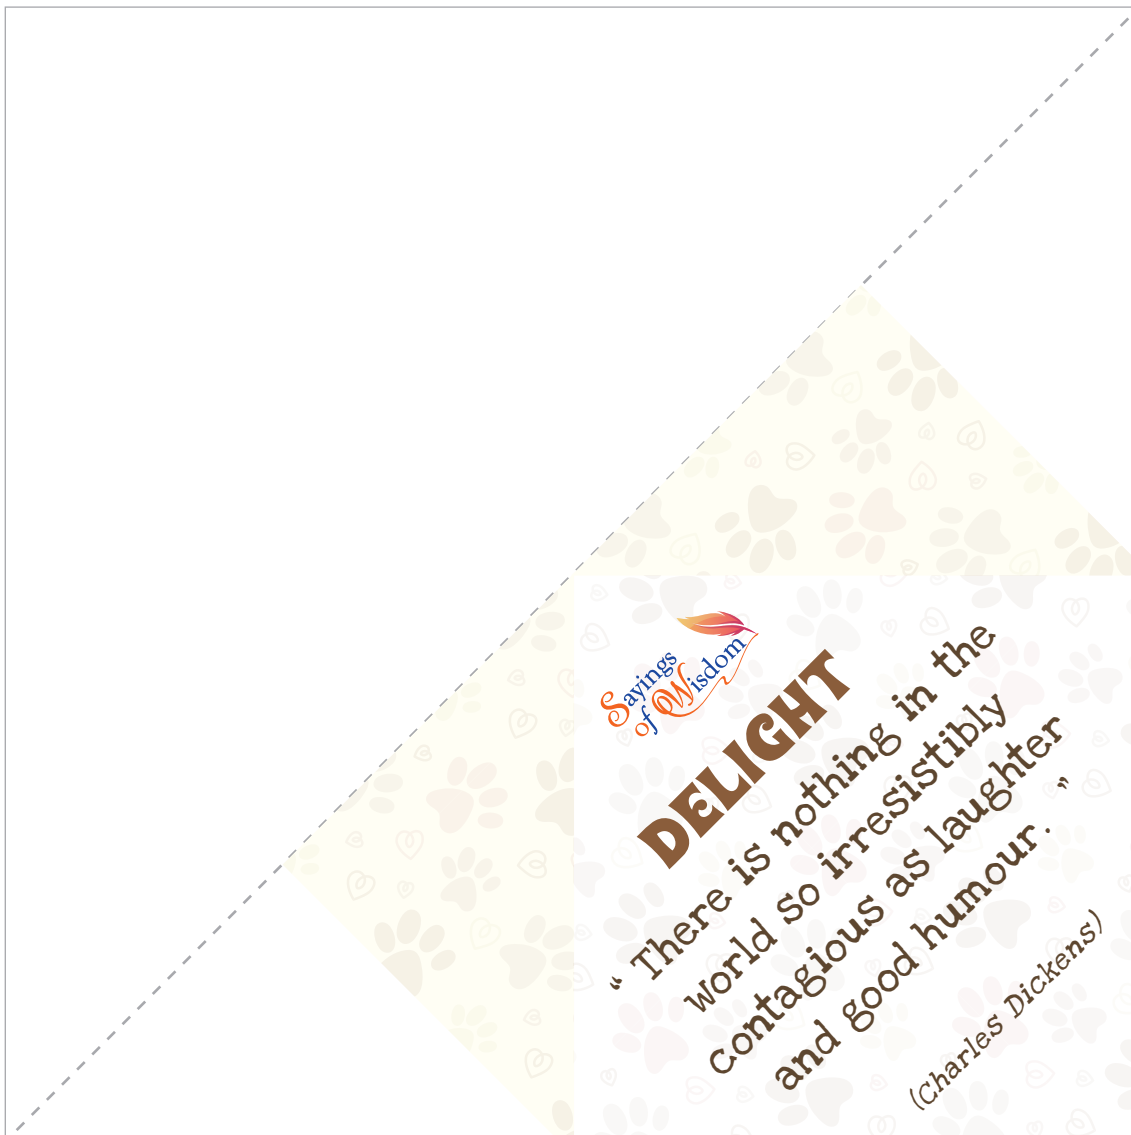 Sayings
of Wisdom
DELIGHT
“ There is nothing in the
world so irresistibly
contagious as laughter
and good humour. ”
(Charles Dickens)